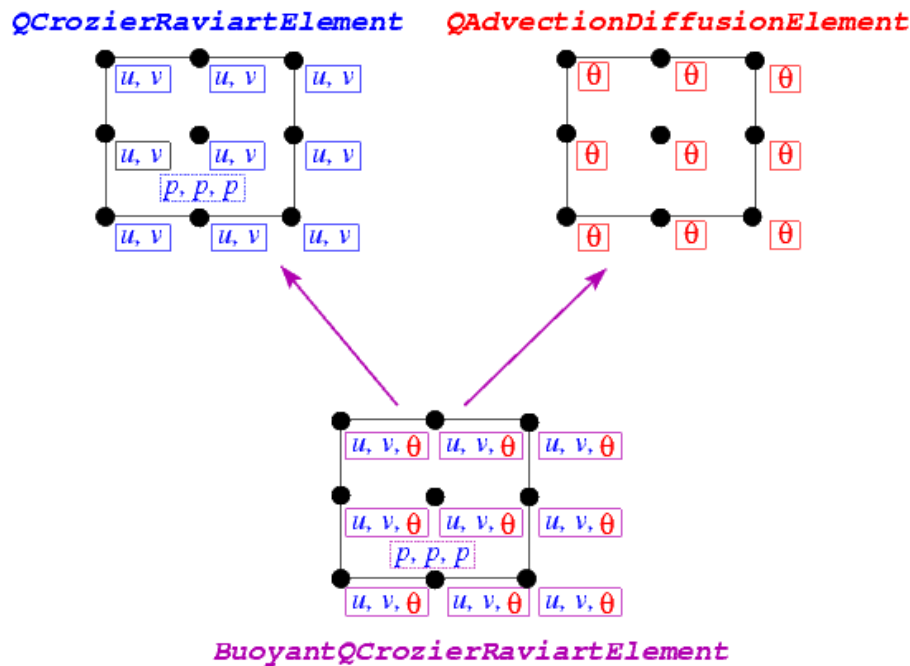 QCrozierRaviartElement QAdvectionDiffusionElement
u, v u, v u, v θ θ θ
u, v u, v u, v θ θ θ
p, p, p
u, v u, v u, v θ θ θ
u, v, θ u, v, θ u, v, θ
u, v, θ u, v, θ u, v, θ
p, p, p
u, v, θ u, v, θ u, v, θ
BuoyantQCrozierRaviartElement